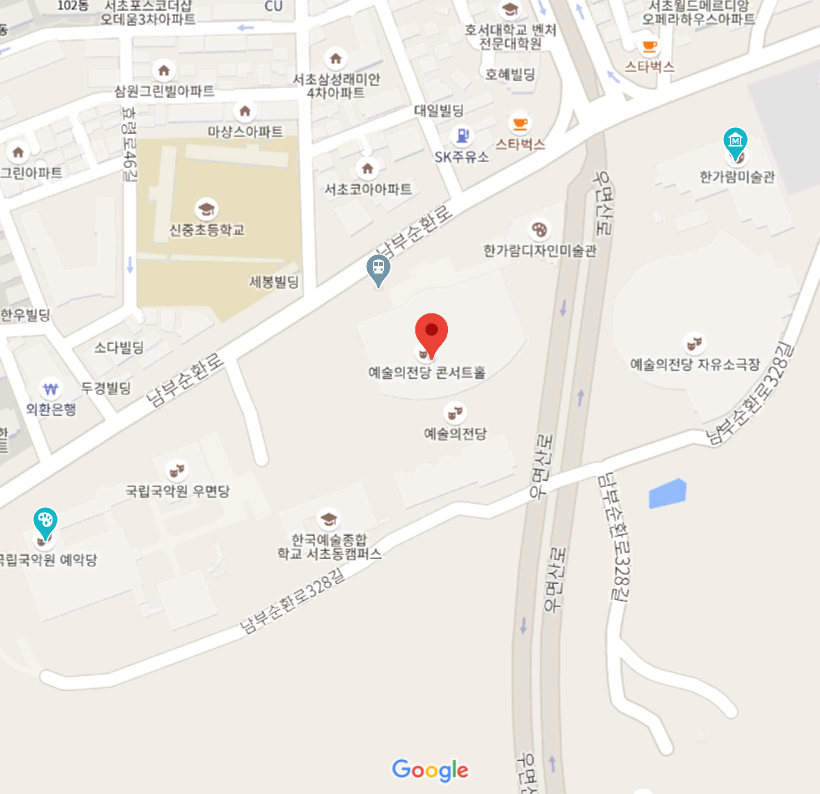 102동
서초포스코더샵
오데움3차아파트
CU
호서대학교 벤처
전문대학원
서초월드메르디앙
오페라하우스아파트
스타벅스
호혜빌딩
서초삼성래미안
4차아파트
삼원그린빌아파트
대일빌딩
마샹스아파트
효령로46길
스타벅스
SK주유소
그린아파트
서초코아아파트
한가람미술관
우면산로
남부순환로
신중초등학교
한가람디자인미술관
세봉빌딩
한우빌딩
소다빌딩
예술의전당 콘서트홀
예술의전당 자유소극장
남부순환로
두경빌딩
외환은행
남부순환로328길
예술의전당
우면산로
국립국악원 우면당
남부순환로328길
한국예술종합
학교 서초동캠퍼스
국립국악원 예악당
우면산로
남부순환로328길
Google
우면산